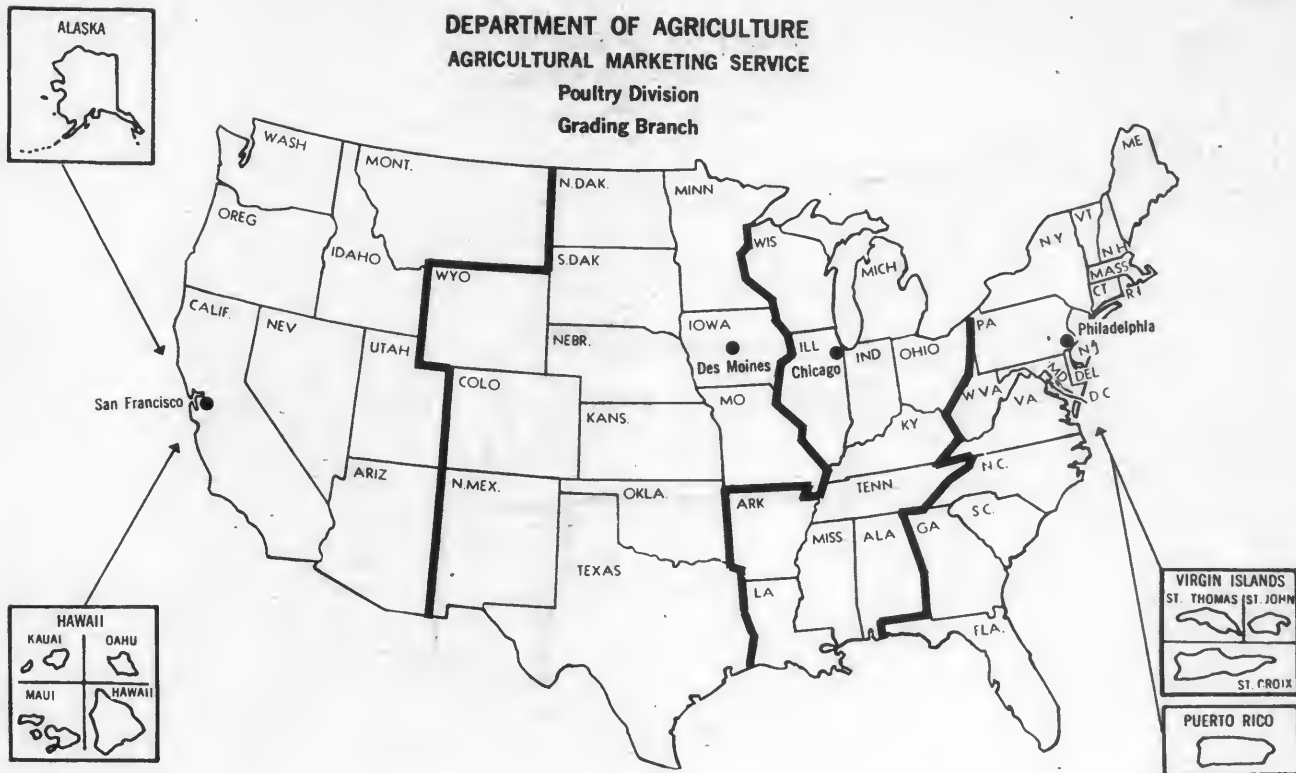 DEPARTMENT OF AGRICULTURE
AGRICULTURAL MARKETING SERVICE
Poultry Division
Grading Branch
ALASKA
WASH
MONT.
N.DAK.
MINN
ME
OREG
IDAHO
WYO
S.DAK
WIS
MICH
NY
VT
NH
MASS
CT
RI
CALIF.
NEV
UTAH
NEBR.
IOWA
Des Moines
ILL
Chicago
IND
OHIO
PA
Philadelphia
NJ
MD
DEL
DC
San Francisco
COLO
KANS.
MO
KY
WVA
VA.
ARIZ
N.MEX.
OKLA.
ARK
TENN.
N.C.
S.C.
TEXAS
LA
MISS
ALA
GA
FLA.
HAWAII
KAUAI
OAHU
MAUI
HAWAII
VIRGIN ISLANDS
ST. THOMAS
ST. JOHN
ST. CROIX
PUERTO RICO